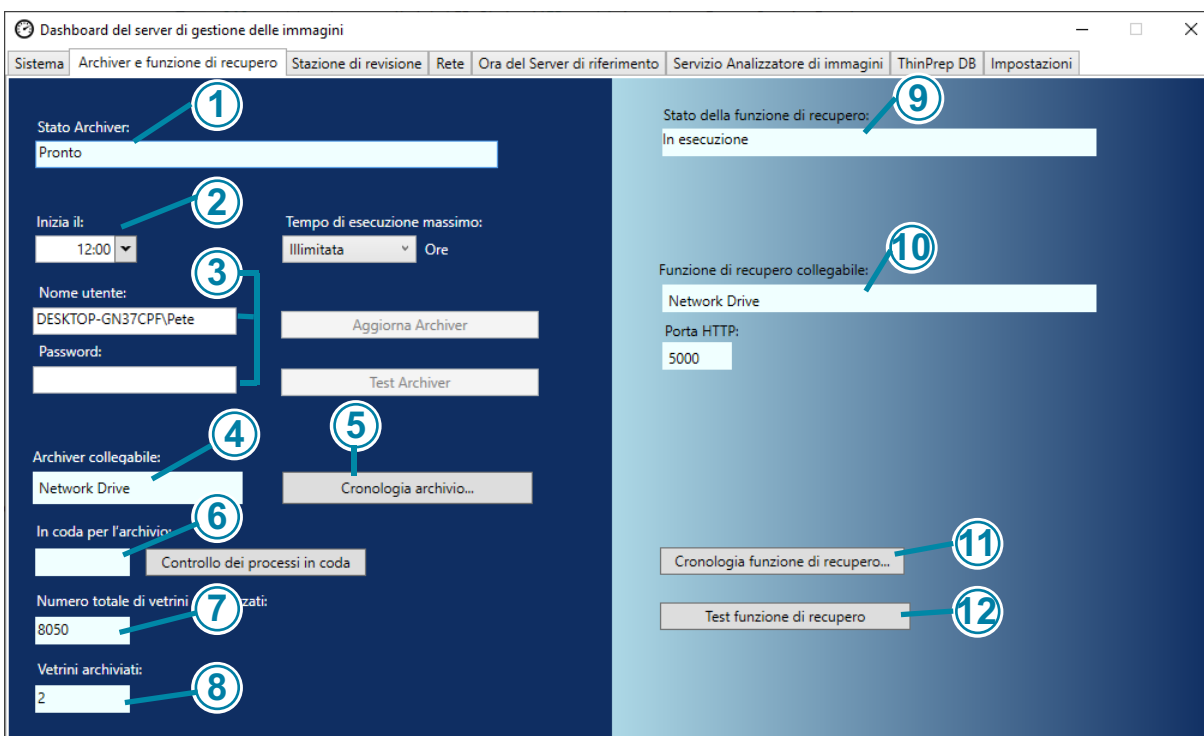 Dashboard del server di gestione delle immagini
Sistema Archiver e funzione di recupero Stazione di revisione Rete Ora del Server di riferimento Servizio Analizzatore di immagini ThinPrep DB Impostazioni
1
Stato Archiver:
Pronto
2
Inizia il:
12:00
Tempo di esecuzione massimo:
Illimitata
Ore
3
Nome utente:
DESKTOP-GN37CPF\Pete
Aggiorna Archiver
Password:
Test Archiver
4
5
Archiver collegabile:
Network Drive
Cronologia archivio...
6
In coda per l'archivio:
Controllo dei processi in coda
Numero totale di vetrini
7
8050
Vetrini archiviati:
8
2
9
Stato della funzione di recupero:
In esecuzione
10
Funzione di recupero collegabile:
Network Drive
Porta HTTP:
5000
11
Cronologia funzione di recupero...
12
Test funzione di recupero